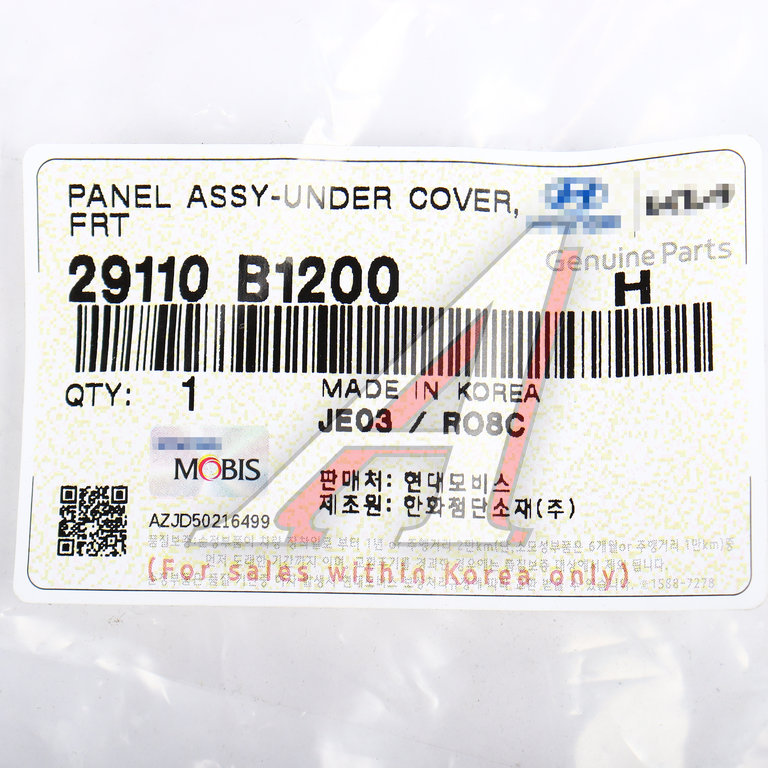 PANEL ASSY-UNDER COVER,
FRT
Genuine Parts
29110 B1200 H
QTY: 1 MADE IN KOREA
JE03 / R08C
MOBIS
판매처: 현대모비스
제조원: 한화첨단소재(주)
AZJD50216499
(For sales within Korea only)
1588-7278